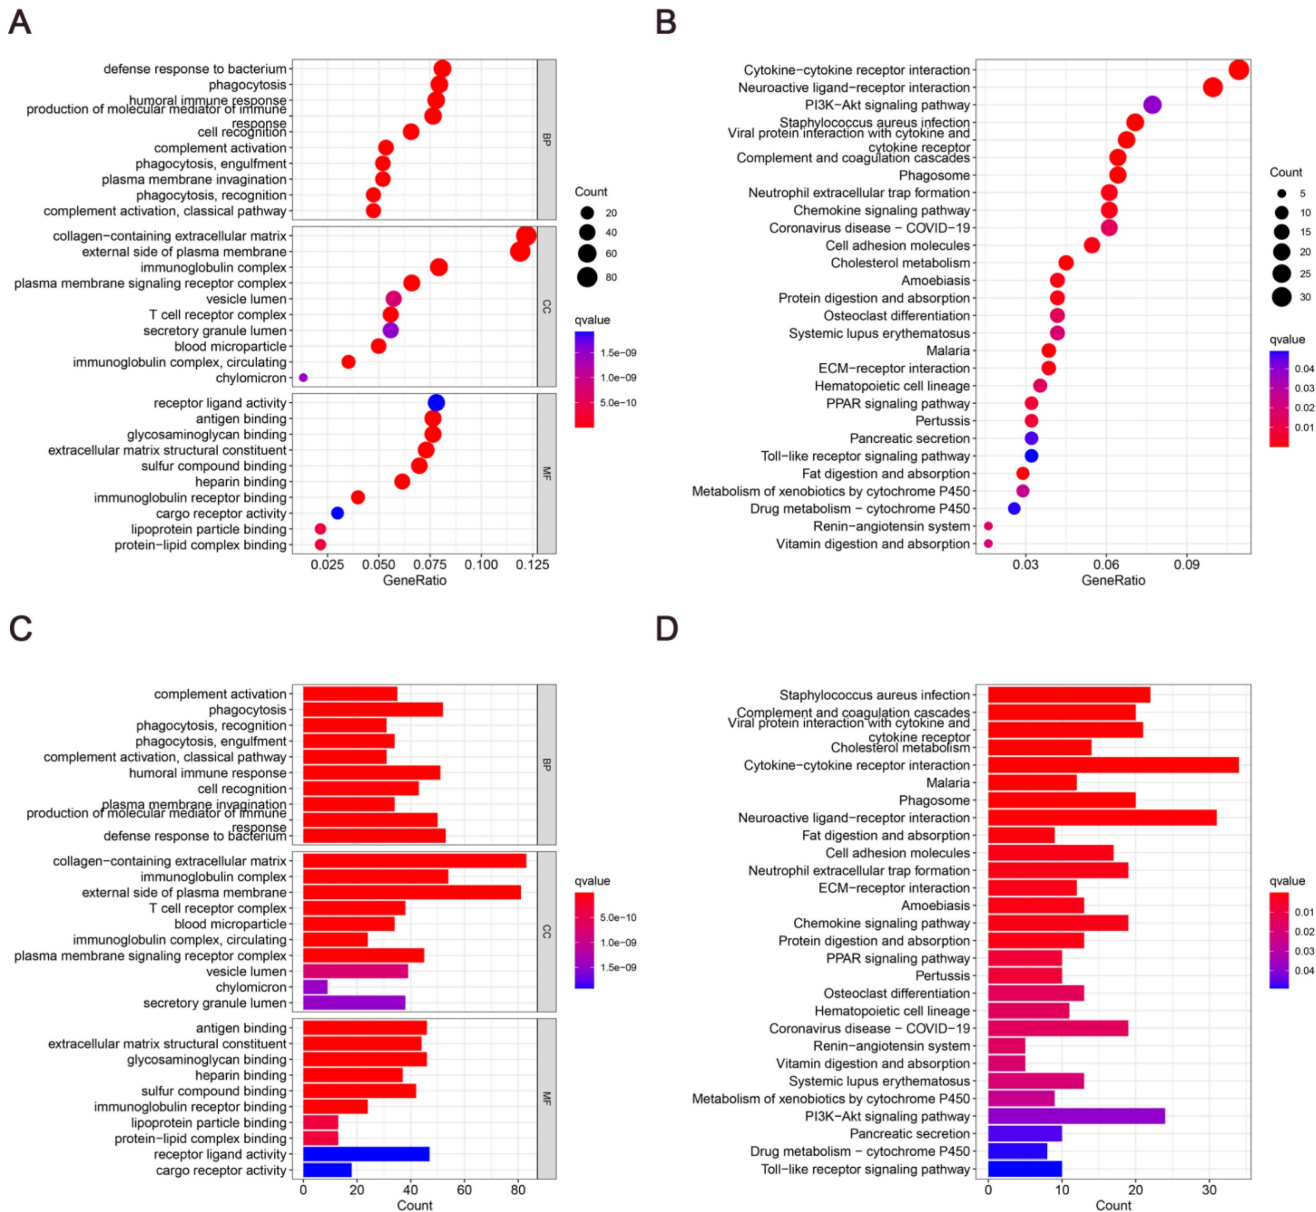 A
defense response to bacterium
phagocytosis
humoral immune response
production of molecular mediator of immune
response
cell recognition
complement activation
phagocytosis, engulfment
plasma membrane invagination
phagocytosis, recognition
complement activation, classical pathway
BP
collagen-containing extracellular matrix
external side of plasma membrane
immunoglobulin complex
plasma membrane signaling receptor complex
vesicle lumen
T cell receptor complex
secretory granule lumen
blood microparticle
immunoglobulin complex, circulating
chylomicron
CC
receptor ligand activity
antigen binding
glycosaminoglycan binding
extracellular matrix structural constituent
sulfur compound binding
heparin binding
immunoglobulin receptor binding
cargo receptor activity
lipoprotein particle binding
protein-lipid complex binding
MF
0.025 0.050 0.075 0.100 0.125
GeneRatio
Count
20
40
60
80
qvalue
1.5e-09
1.0e-09
5.0e-10
B
Cytokine-cytokine receptor interaction
Neuroactive ligand-receptor interaction
PI3K-Akt signaling pathway
Staphylococcus aureus infection
Viral protein interaction with cytokine and
cytokine receptor
Complement and coagulation cascades
Phagosome
Neutrophil extracellular trap formation
Chemokine signaling pathway
Coronavirus disease - COVID-19
Cell adhesion molecules
Cholesterol metabolism
Amoebiasis
Protein digestion and absorption
Osteoclast differentiation
Systemic lupus erythematosus
Malaria
ECM-receptor interaction
Hematopoietic cell lineage
PPAR signaling pathway
Pertussis
Pancreatic secretion
Toll-like receptor signaling pathway
Fat digestion and absorption
Metabolism of xenobiotics by cytochrome P450
Drug metabolism - cytochrome P450
Renin-angiotensin system
Vitamin digestion and absorption
0.03 0.06 0.09
GeneRatio
Count
5
10
15
20
25
30
qvalue
0.04
0.03
0.02
0.01
C
complement activation
phagocytosis
phagocytosis, recognition
phagocytosis, engulfment
complement activation, classical pathway
humoral immune response
cell recognition
plasma membrane invagination
production of molecular mediator of immune
response
defense response to bacterium
BP
collagen-containing extracellular matrix
immunoglobulin complex
external side of plasma membrane
T cell receptor complex
blood microparticle
immunoglobulin complex, circulating
plasma membrane signaling receptor complex
vesicle lumen
chylomicron
secretory granule lumen
CC
antigen binding
extracellular matrix structural constituent
glycosaminoglycan binding
heparin binding
sulfur compound binding
immunoglobulin receptor binding
lipoprotein particle binding
protein-lipid complex binding
receptor ligand activity
cargo receptor activity
MF
0 20 40 60 80
Count
qvalue
5.0e-10
1.0e-09
1.5e-09
D
Staphylococcus aureus infection
Complement and coagulation cascades
Viral protein interaction with cytokine and
cytokine receptor
Cholesterol metabolism
Cytokine-cytokine receptor interaction
Malaria
Phagosome
Neuroactive ligand-receptor interaction
Fat digestion and absorption
Cell adhesion molecules
Neutrophil extracellular trap formation
ECM-receptor interaction
Amoebiasis
Chemokine signaling pathway
Protein digestion and absorption
PPAR signaling pathway
Pertussis
Osteoclast differentiation
Hematopoietic cell lineage
Coronavirus disease - COVID-19
Renin-angiotensin system
Vitamin digestion and absorption
Systemic lupus erythematosus
Metabolism of xenobiotics by cytochrome P450
PI3K-Akt signaling pathway
Pancreatic secretion
Drug metabolism - cytochrome P450
Toll-like receptor signaling pathway
0 10 20 30
Count
qvalue
0.01
0.02
0.03
0.04